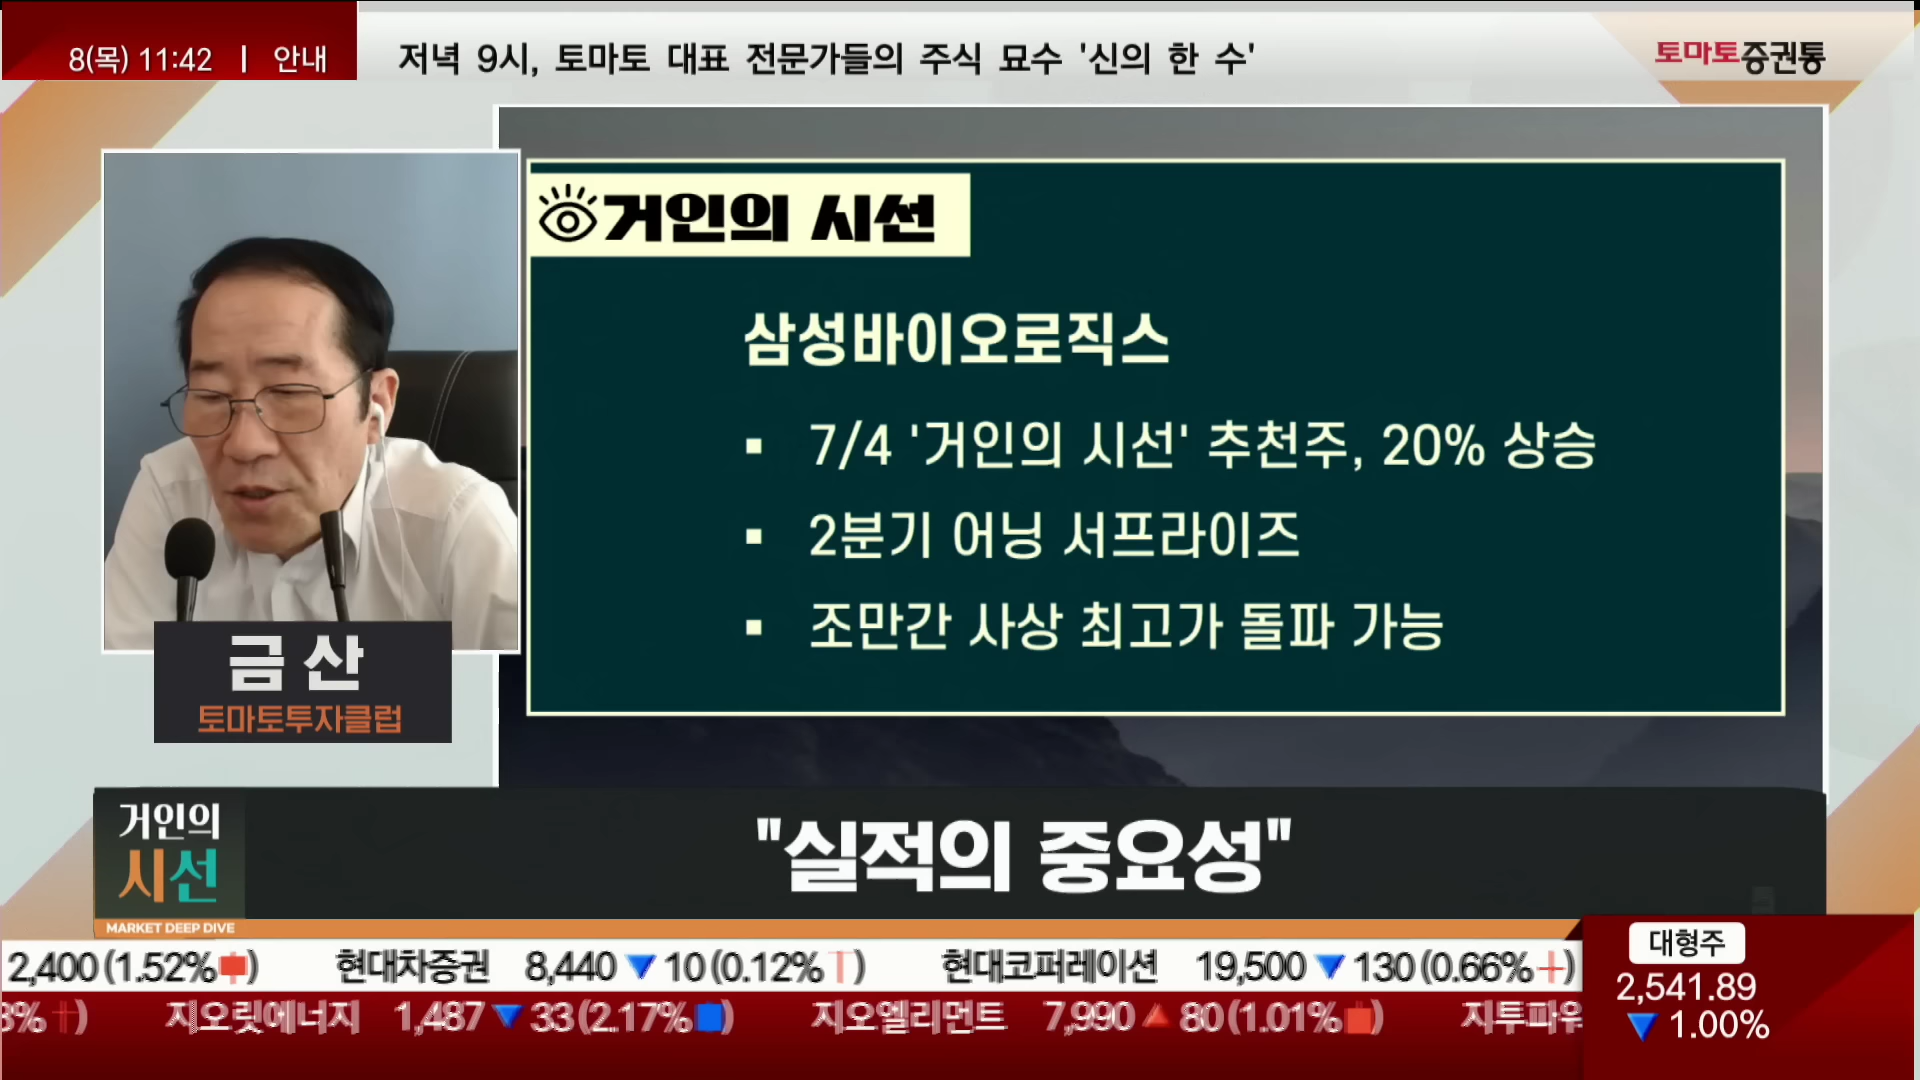 8(목) 11:42 | 안내
저녁 9시, 토마토 대표 전문가들의 주식 묘수 '신의 한 수'
토마토증권통
거인의 시선
삼성바이오로직스
▪ 7/4 '거인의 시선' 추천주, 20% 상승
▪ 2분기 어닝 서프라이즈
▪ 조만간 사상 최고가 돌파 가능
금산
토마토투자클럽
거인의
시선
MARKET DEEP DIVE
"실적의 중요성"
2,400(1.52%) 현대차증권 8,440 ▼ 10(0.12%) 현대코퍼레이션 19,500 ▼ 130(0.66%)
3%) 지오릿에너지 1,487 ▼ 33(2.17%) 지오엘리먼트 7,990 ▲ 80(1.01%) 지투파워
대형주
2,541.89
▼ 1.00%